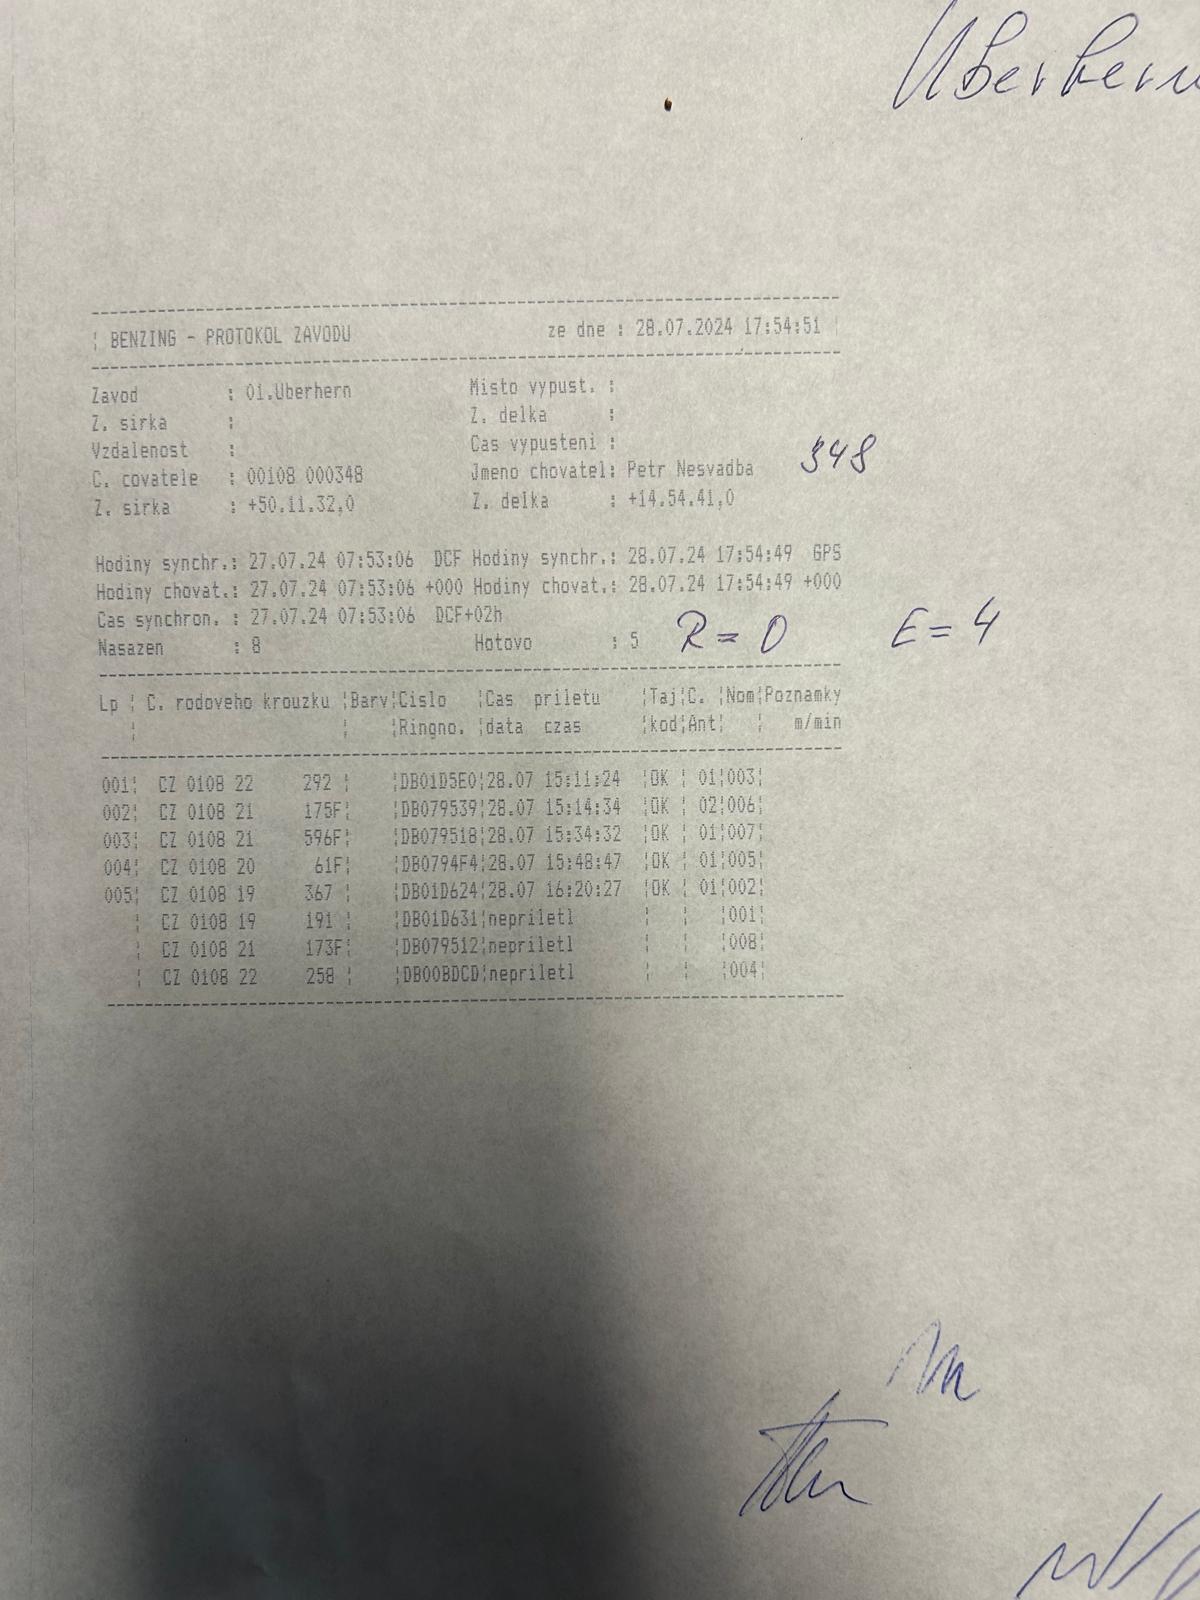 Überhern
BENZING - PROTOKOL ZAVODU ze dne : 28.07.2024 17:54:51
Zavod : 01.Uberhern Misto vypust. :
Z. sirka : Z. delka :
Vzdalenost : Cas vypusteni :
348
C. covatele : 00108 000348 Jmeno chovatel: Petr Nesvadba
Z. sirka : +50.11.32,0 Z. delka : +14.54.41,0
Hodiny synchr.: 27.07.24 07:53:06 DCF Hodiny synchr.: 28.07.24 17:54:49 GPS
Hodiny chovat.: 27.07.24 07:53:06 +000 Hodiny chovat.: 28.07.24 17:54:49 +000
Cas synchron. : 27.07.24 07:53:06 DCF+02h
Nasazen : 8 Hotovo : 5 R = 0 E = 4
Lp ¦ C. rodoveho krouzku ¦Barv¦Cislo ¦Cas priletu ¦Taj¦C. ¦Nom¦Poznamky
¦ ¦ ¦Ringno. ¦data czas ¦kod¦Ant¦ ¦ m/min
001¦ CZ 0108 22 292 ¦ ¦DB01D5E0¦28.07 15:11:24 ¦OK ¦ 01¦003¦
002¦ CZ 0108 21 175F¦ ¦DB079539¦28.07 15:14:34 ¦OK ¦ 02¦006¦
003¦ CZ 0108 21 596F¦ ¦DB079518¦28.07 15:34:32 ¦OK ¦ 01¦007¦
004¦ CZ 0108 20 61F¦ ¦DB0794F4¦28.07 15:48:47 ¦OK ¦ 01¦005¦
005¦ CZ 0108 19 367 ¦ ¦DB01D624¦28.07 16:20:27 ¦OK ¦ 01¦002¦
¦ CZ 0108 19 191 ¦ ¦DB01D631¦nepriletl ¦ ¦ ¦001¦
¦ CZ 0108 21 173F¦ ¦DB079512¦nepriletl ¦ ¦ ¦008¦
¦ CZ 0108 22 258 ¦ ¦DB00BDCD¦nepriletl ¦ ¦ ¦004¦